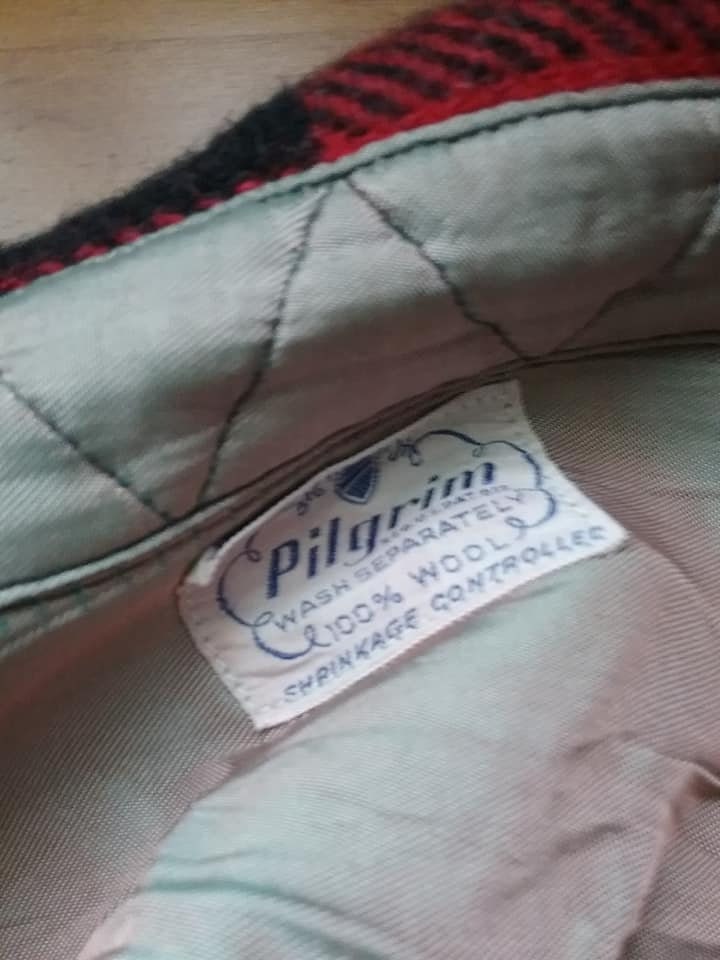 Pilgrim
WASH SEPARATELY
100% WOOL
SHRINKAGE CONTROLLED